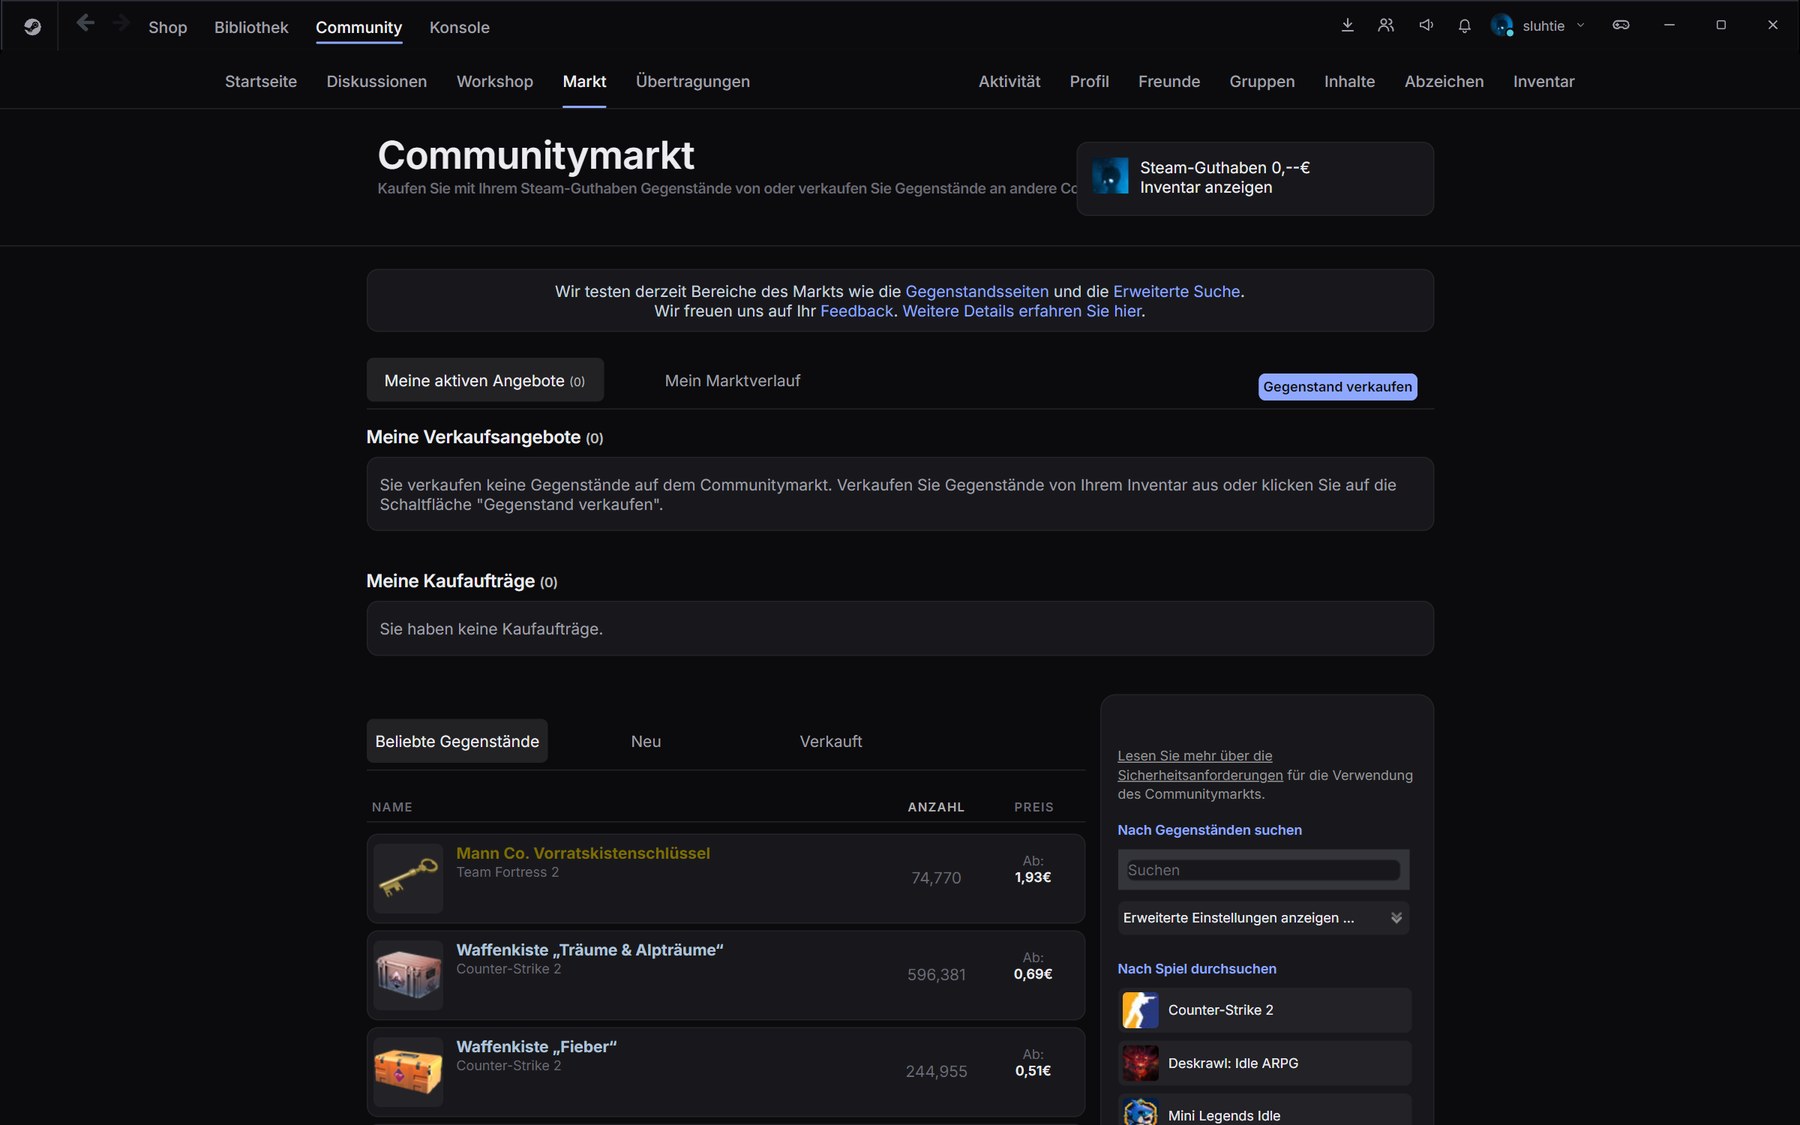 Shop
Bibliothek
Community
Konsole
sluhtie
Startseite
Diskussionen
Workshop
Markt
Übertragungen
Aktivität
Profil
Freunde
Gruppen
Inhalte
Abzeichen
Inventar
Communitymarkt
Kaufen Sie mit Ihrem Steam-Guthaben Gegenstände von oder verkaufen Sie Gegenstände an andere Co
Steam-Guthaben 0,--€
Inventar anzeigen
Wir testen derzeit Bereiche des Markts wie die Gegenstandsseiten und die Erweiterte Suche.
Wir freuen uns auf Ihr Feedback. Weitere Details erfahren Sie hier.
Meine aktiven Angebote (0)
Mein Marktverlauf
Gegenstand verkaufen
Meine Verkaufsangebote (0)
Sie verkaufen keine Gegenstände auf dem Communitymarkt. Verkaufen Sie Gegenstände von Ihrem Inventar aus oder klicken Sie auf die
Schaltfläche "Gegenstand verkaufen".
Meine Kaufaufträge (0)
Sie haben keine Kaufaufträge.
Beliebte Gegenstände
Neu
Verkauft
NAME
ANZAHL
PREIS
Mann Co. Vorratskistenschlüssel
Team Fortress 2
74,770
Ab:
1,93€
Waffenkiste „Träume & Alpträume“
Counter-Strike 2
596,381
Ab:
0,69€
Waffenkiste „Fieber“
Counter-Strike 2
244,955
Ab:
0,51€
Lesen Sie mehr über die
Sicherheitsanforderungen für die Verwendung
des Communitymarkts.
Nach Gegenständen suchen
Suchen
Erweiterte Einstellungen anzeigen ...
Nach Spiel durchsuchen
Counter-Strike 2
Deskrawl: Idle ARPG
Mini Legends Idle